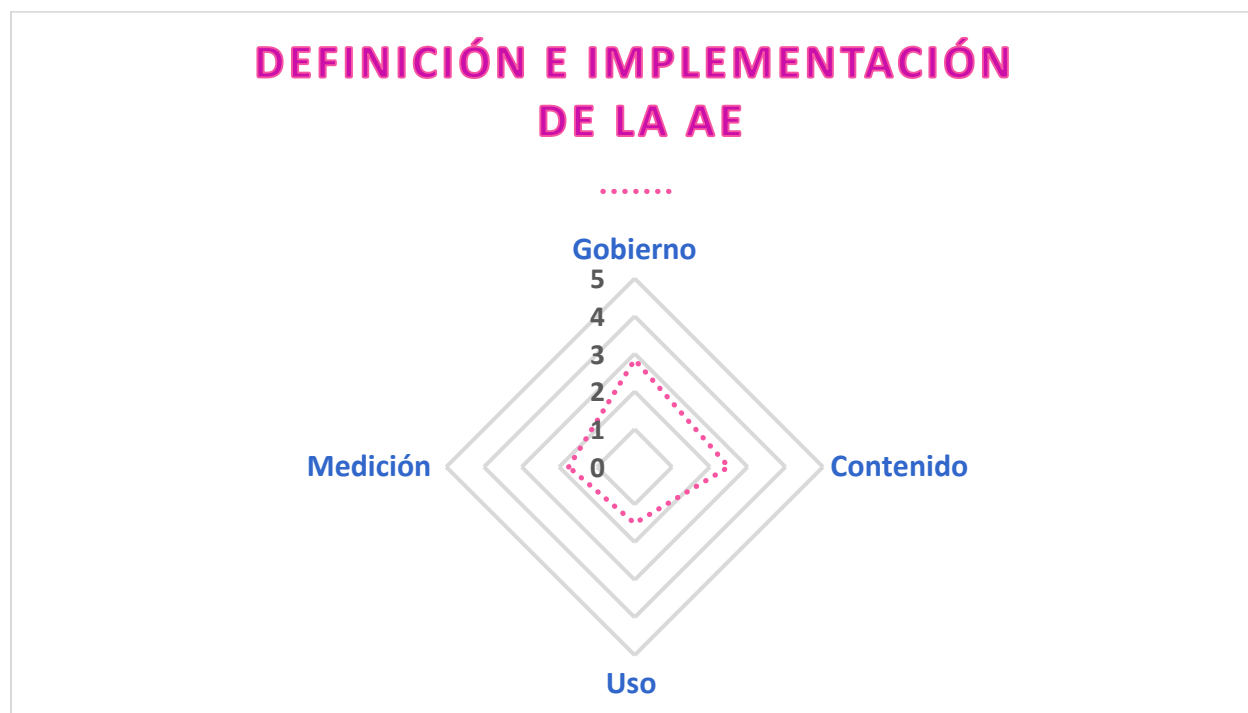 DEFINICIÓN E IMPLEMENTACIÓN
DE LA AE
Gobierno
5
4
3
2
1
Medición
0
Contenido
Uso